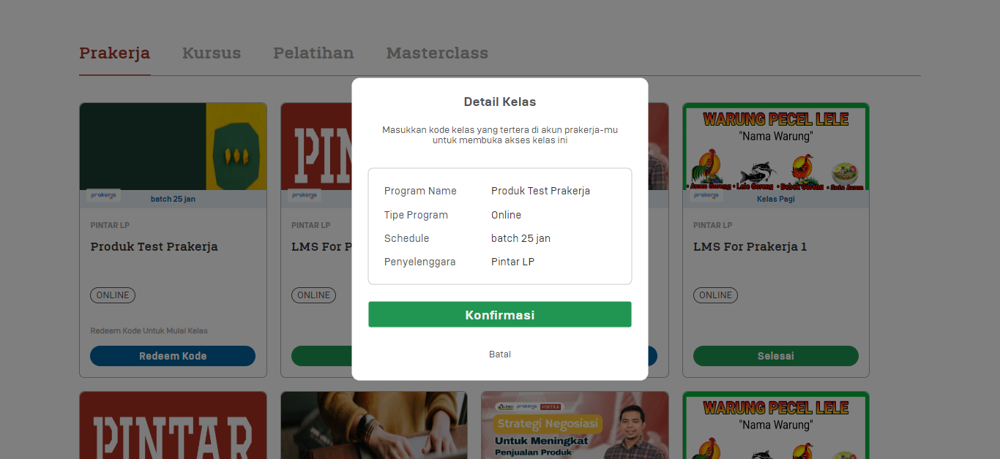 Prakerja
Kursus
Pelatihan
Masterclass
Detail Kelas
Masukkan kode kelas yang tertera di akun prakerja-mu
untuk membuka akses kelas ini
Program Name Produk Test Prakerja
Tipe Program Online
Schedule batch 25 jan
Penyelenggara Pintar LP
Konfirmasi
Batal
prakerja
batch 25 jan
PINTAR LP
Produk Test Prakerja
ONLINE
Redeem Kode Untuk Mulai Kelas
Redeem Kode
PIN
prakerja
PINTAR LP
LMS For P
ONLINE
WARUNG PECEL LELE
"Nama Warung"
• Ayam Goreng • Lele Goreng • Bebek Goreng • Soto Ayam
prakerja
Kelas Pagi
PINTAR LP
LMS For Prakerja 1
ONLINE
Selesai
PINTAR
prakerja PINTAR
Strategi Negosiasi
Untuk Meningkat
Penjualan Produk
WARUNG PECEL LELE
"Nama Warung"